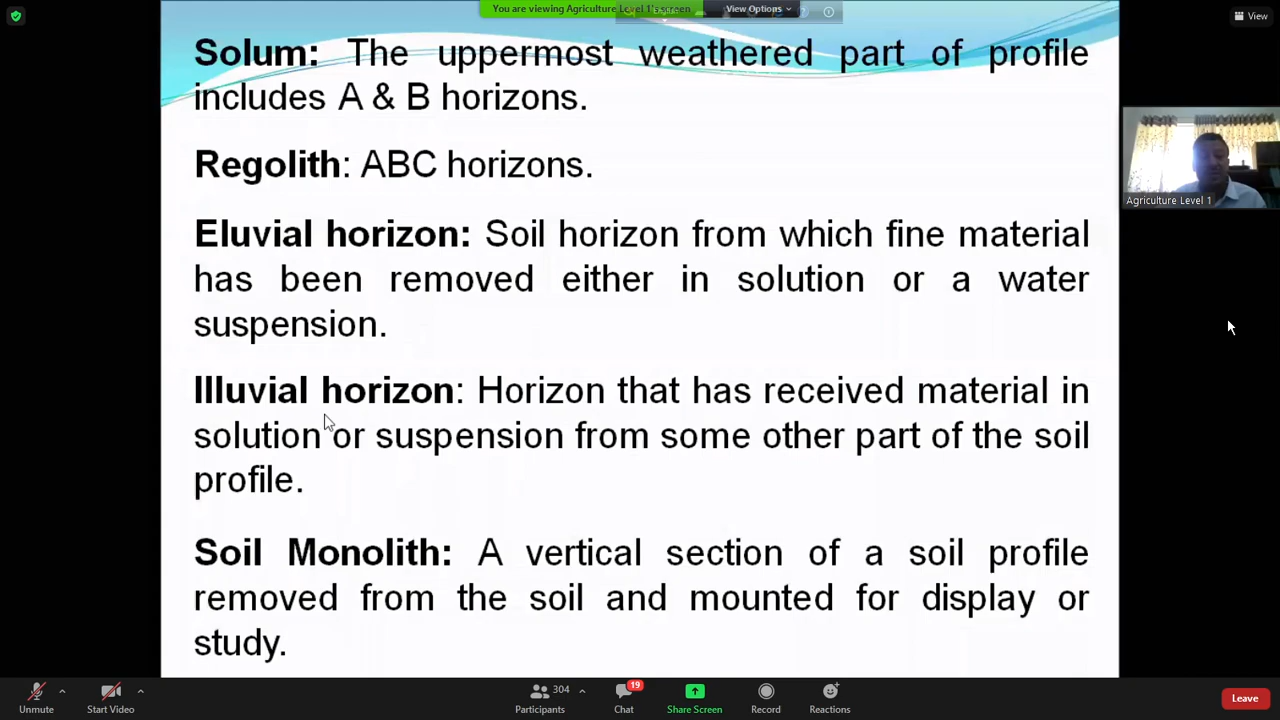 You are viewing Agriculture Level 1's screen
View Options
View
Solum: The uppermost weathered part of profile
includes A & B horizons.
Regolith: ABC horizons.
Eluvial horizon: Soil horizon from which fine material
has been removed either in solution or a water
suspension.
Illuvial horizon: Horizon that has received material in
solution or suspension from some other part of the soil
profile.
Soil Monolith: A vertical section of a soil profile
removed from the soil and mounted for display or
study.
Agriculture Level 1
304
19
Unmute
Start Video
Participants
Chat
Share Screen
Record
Reactions
Leave